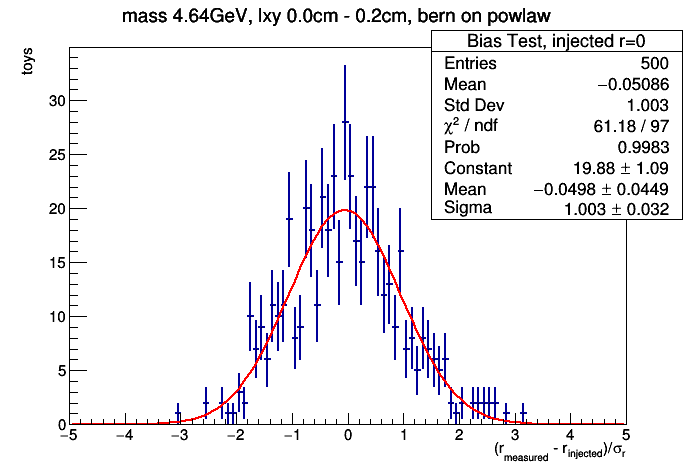 mass 4.64GeV, lxy 0.0cm - 0.2cm, bern on powlaw
toys
Bias Test, injected r=0
Entries 500
Mean −0.05086
Std Dev 1.003
χ² / ndf 61.18 / 97
Prob 0.9983
Constant 19.88 ± 1.09
Mean −0.0498 ± 0.0449
Sigma 1.003 ± 0.032
30
25
20
15
10
5
0
−5 −4 −3 −2 −1 0 1 2 3 4 5
(r_measured - r_injected)/σ_r